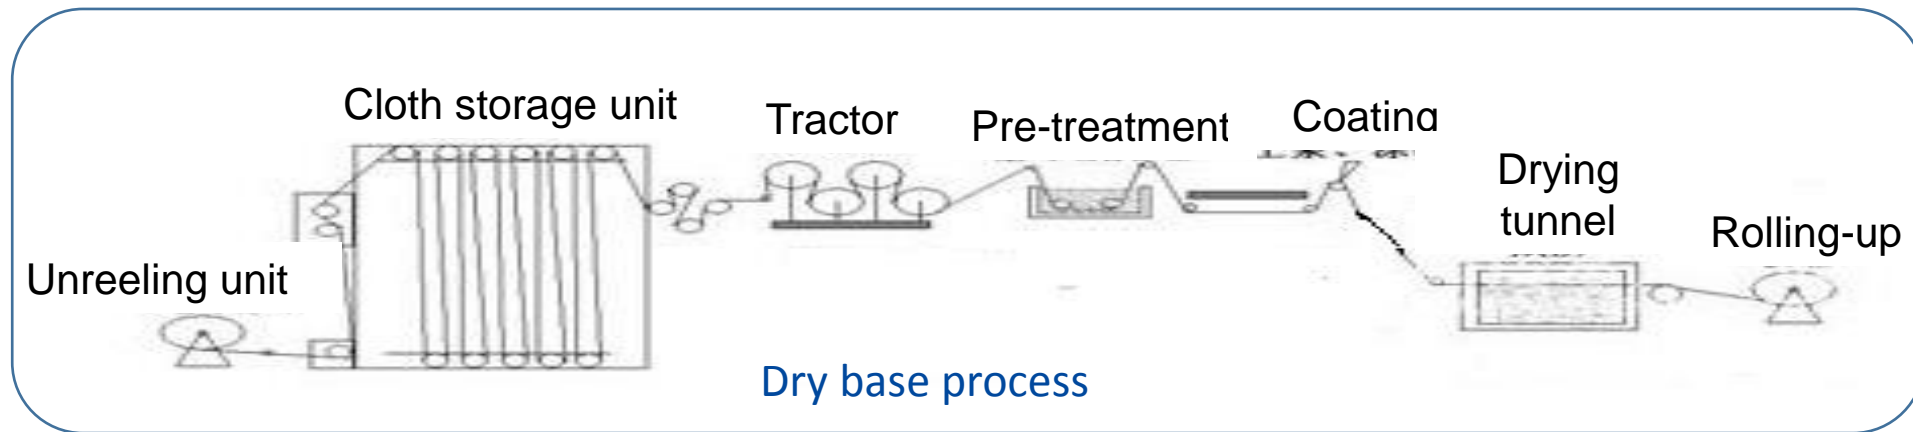 Cloth storage unit
Tractor
Pre-treatment
Coating
Drying
tunnel
Rolling-up
Unreeling unit
Dry base process